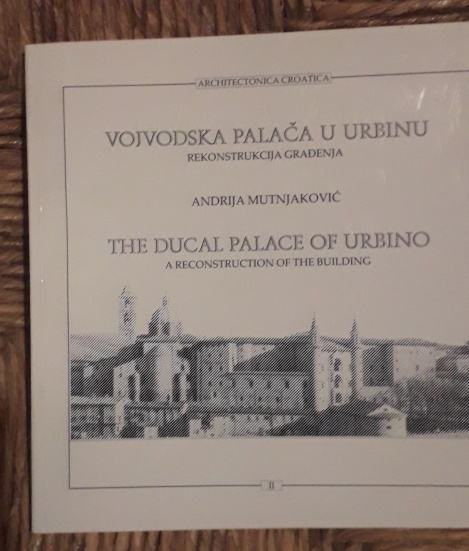 ARCHITECTONICA CROATICA
VOJVODSKA PALAČA U URBINU
REKONSTRUKCIJA GRAĐENJA
ANDRIJA MUTNJAKOVIĆ
THE DUCAL PALACE OF URBINO
A RECONSTRUCTION OF THE BUILDING
II